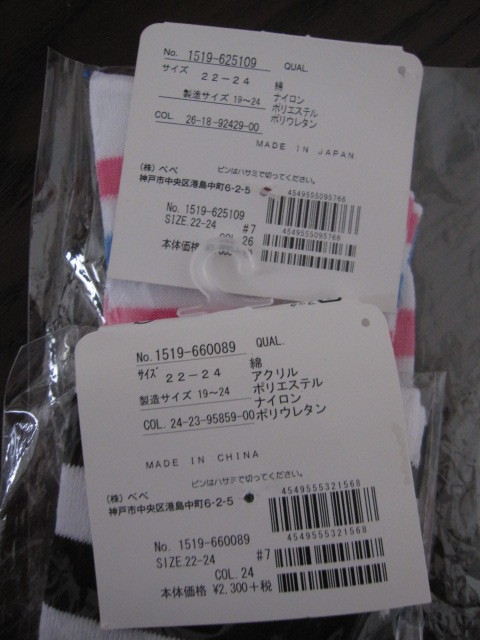 No. 1519-625109 QUAL.
サイズ 22-24 綿
製造サイズ 19〜24 ナイロン
ポリエステル
COL. 26-18-92429-00 ポリウレタン
MADE IN JAPAN
ピンはハサミで切ってください。
(株)べべ
神戸市中央区港島中町6-2-5
4549555095766
No. 1519-625109
SIZE.22-24 #7
4549555095766
COL. 26
本体価格
No.1519-660089 QUAL.
サイズ 22-24 綿
アクリル
製造サイズ 19〜24 ポリエステル
ナイロン
COL. 24-23-95859-00 ポリウレタン
MADE IN CHINA
ピンはハサミで切ってください。
(株)べべ
神戸市中央区港島中町6-2-5
4549555321568
No. 1519-660089
SIZE.22-24 #7
4549555321568
COL. 24
本体価格 ¥2,300+税